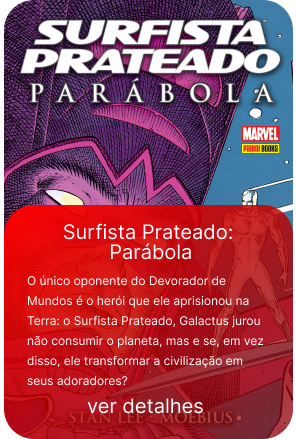 SURFISTA
PRATEADO
PARÁBOLA
MARVEL
PANINI BOOKS
Surfista Prateado:
Parábola
O único oponente do Devorador de
Mundos é o herói que ele aprisionou na
Terra: o Surfista Prateado, Galactus jurou
não consumir o planeta, mas e se, em vez
disso, ele transformar a civilização em
seus adoradores?
STAN LEE • MOEBIUS •
ver detalhes